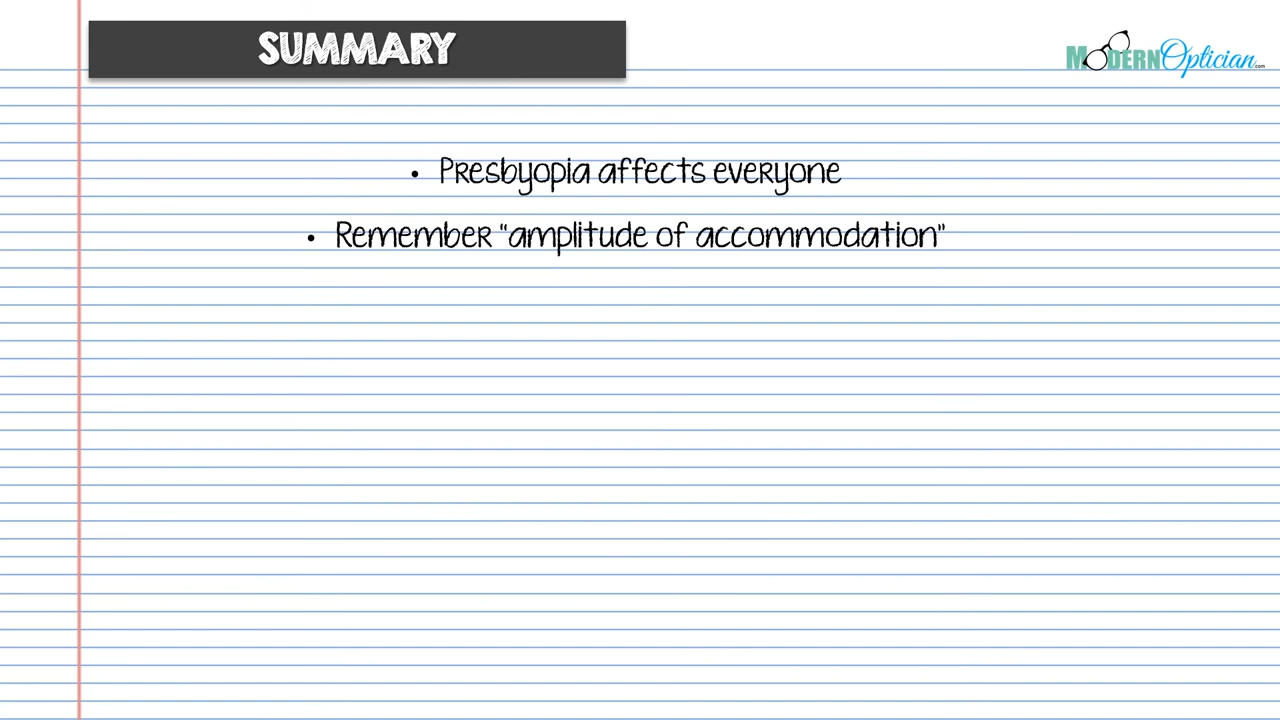 SUMMARY
MODERNOptician.com
• Presbyopia affects everyone
• Remember "amplitude of accommodation"